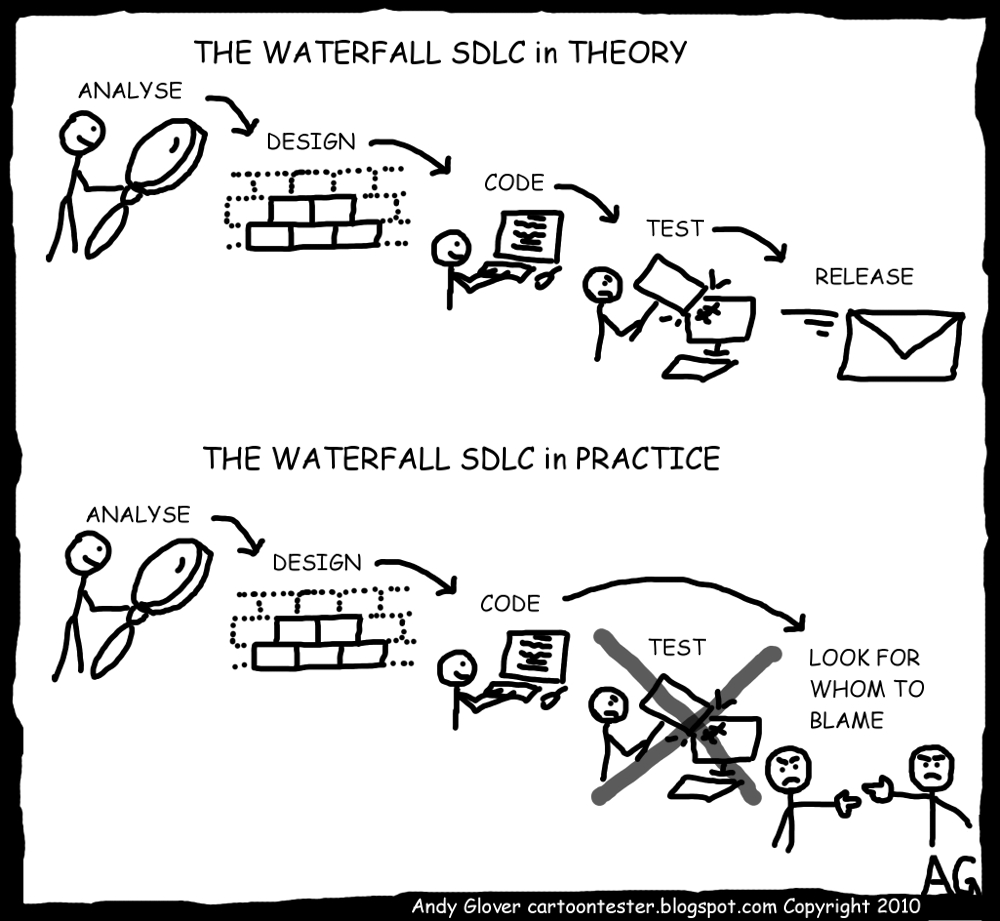 THE WATERFALL SDLC in THEORY
ANALYSE
DESIGN
CODE
TEST
RELEASE
THE WATERFALL SDLC in PRACTICE
ANALYSE
DESIGN
CODE
TEST
LOOK FOR
WHOM TO
BLAME
AG
Andy Glover cartoontester.blogspot.com Copyright 2010